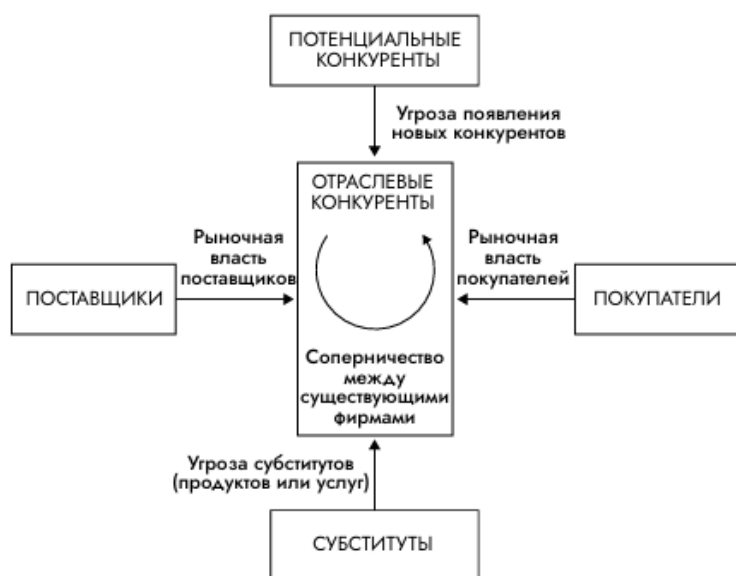 ПОТЕНЦИАЛЬНЫЕ
КОНКУРЕНТЫ
Угроза появления
новых конкурентов
ОТРАСЛЕВЫЕ
КОНКУРЕНТЫ
Рыночная
власть
поставщиков
ПОСТАВЩИКИ
Рыночная
власть
покупателей
ПОКУПАТЕЛИ
Соперничество
между
существующими
фирмами
Угроза субститутов
(продуктов или услуг)
СУБСТИТУТЫ